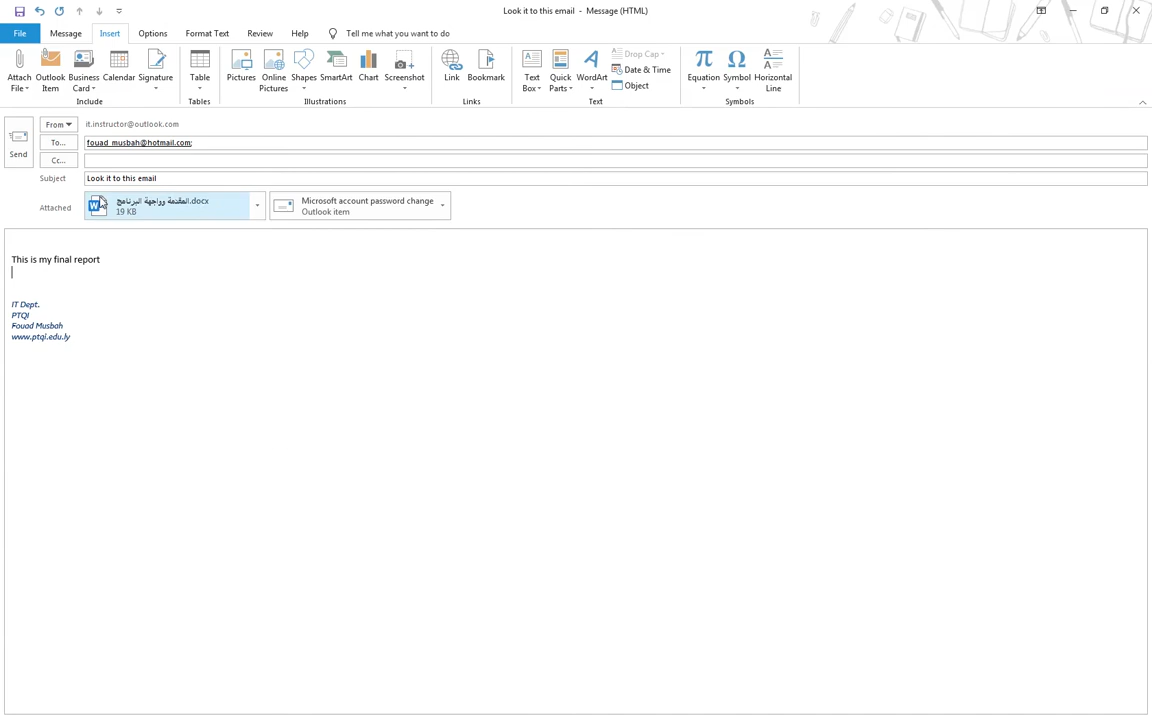 Look it to this email - Message (HTML)
File Message Insert Options Format Text Review Help Tell me what you want to do
Attach File
Outlook Item
Business Card
Calendar
Signature
Include
Table
Tables
Pictures
Online Pictures
Shapes
SmartArt
Chart
Screenshot
Illustrations
Link
Bookmark
Links
Text Box
Quick Parts
WordArt
Drop Cap
Date & Time
Object
Text
Equation
Symbol
Horizontal Line
Symbols
Send
From it.instructor@outlook.com
To... fouad_musbah@hotmail.com;
Cc...
Subject Look it to this email
Attached
المقدمة وواجهة البرنامج.docx
19 KB
Microsoft account password change
Outlook item
This is my final report
IT Dept.
PTQI
Fouad Musbah
www.ptqi.edu.ly